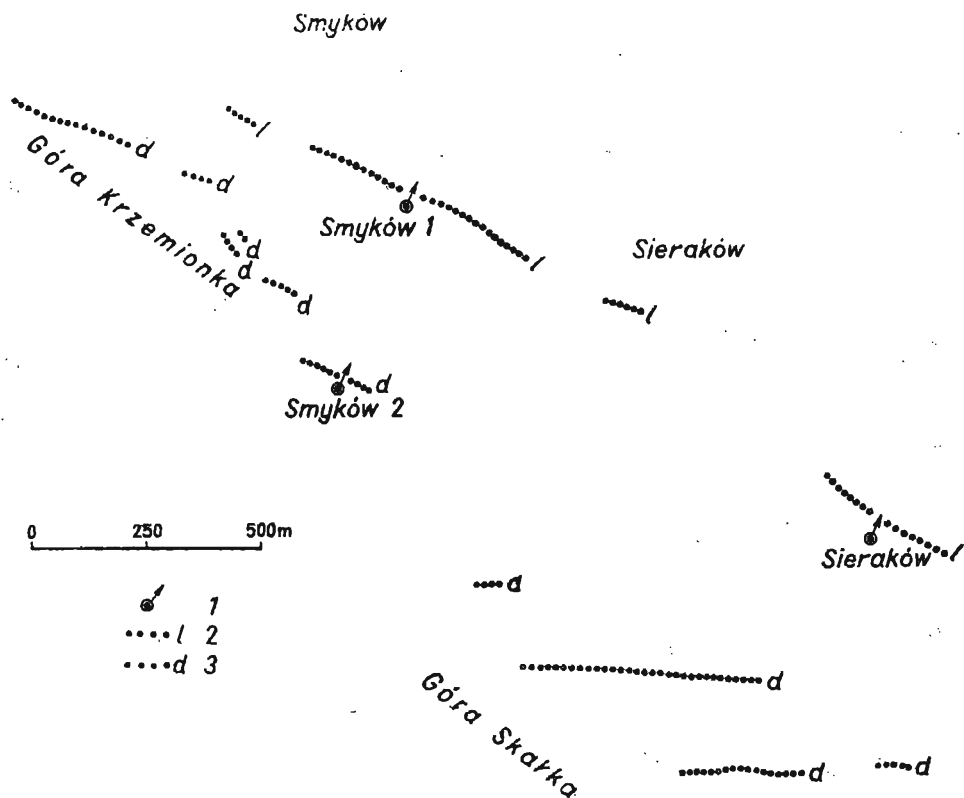 Smyków
l
d
Góra Krzemionka
d
Smyków 1
d
d
l
Sieraków
d
l
d
Smyków 2
0 250 500m
l
Sieraków
d
1
l 2
d 3
d
Góra Skałka
d
d